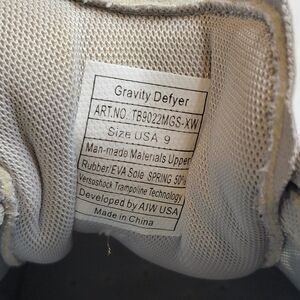 Gravity Defyer
ART.NO. TB9022MGS-XW
Size USA 9
Man-made Materials Upper
Rubber/EVA Sole SPRING 50%
Versoshock Trampoline Technology
Developed by AIW USA
Made in China